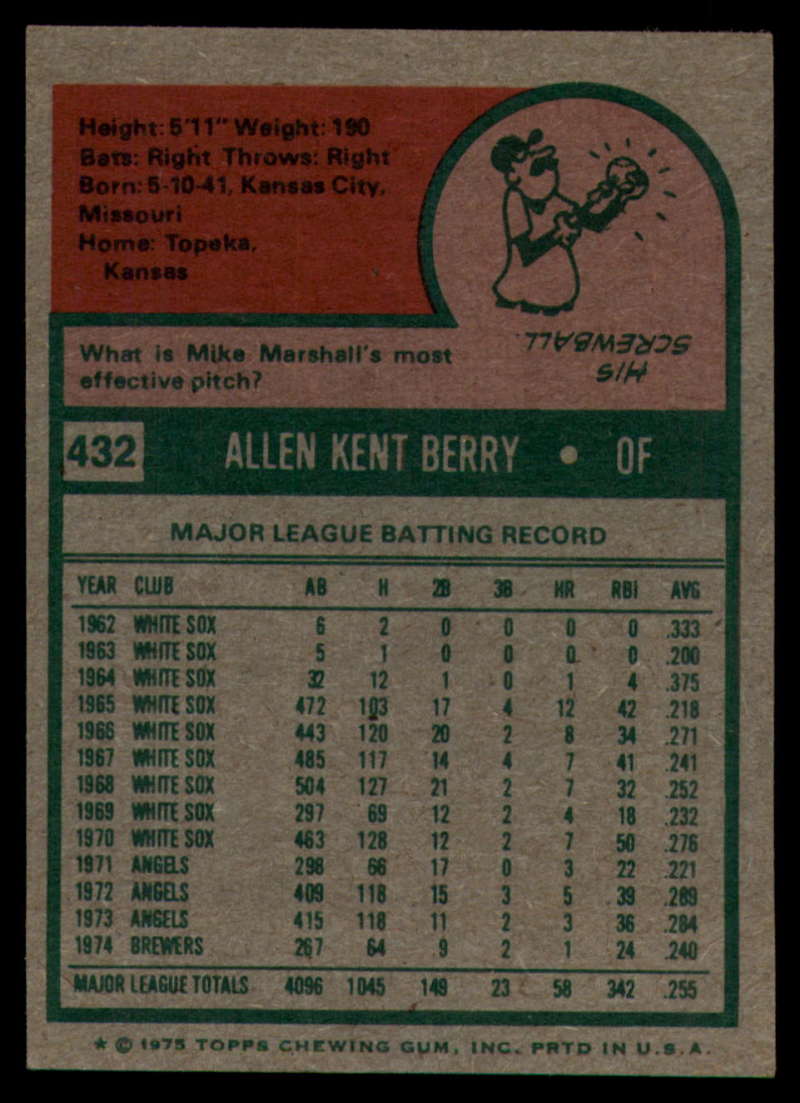 Height: 5'11" Weight: 190
Bats: Right Throws: Right
Born: 5-10-41, Kansas City,
Missouri
Home: Topeka,
Kansas
What is Mike Marshall's most
effective pitch?
HIS
SCREWBALL.
432 ALLEN KENT BERRY • OF
MAJOR LEAGUE BATTING RECORD
YEAR CLUB AB H 2B 3B HR RBI AVG
1962 WHITE SOX 6 2 0 0 0 0 .333
1963 WHITE SOX 5 1 0 0 0 0 .200
1964 WHITE SOX 32 12 1 0 1 4 .375
1965 WHITE SOX 472 103 17 4 12 42 .218
1966 WHITE SOX 443 120 20 2 8 34 .271
1967 WHITE SOX 485 117 14 4 7 41 .241
1968 WHITE SOX 504 127 21 2 7 32 .252
1969 WHITE SOX 297 69 12 2 4 18 .232
1970 WHITE SOX 463 128 12 2 7 50 .276
1971 ANGELS 298 66 17 0 3 22 .221
1972 ANGELS 409 118 15 3 5 39 .289
1973 ANGELS 415 118 11 2 3 36 .284
1974 BREWERS 267 64 9 2 1 24 .240
MAJOR LEAGUE TOTALS 4096 1045 149 23 58 342 .255
* © 1975 TOPPS CHEWING GUM, INC. PRTD IN U.S.A.